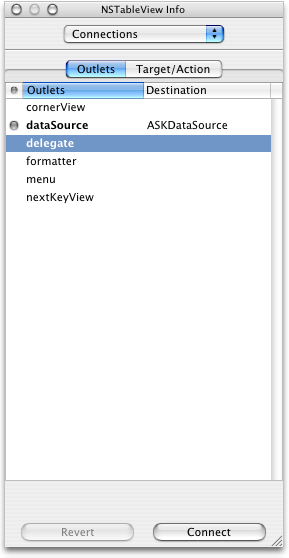 NSTableView Info
Connections
Outlets Target/Action
Outlets Destination
cornerView
dataSource ASKDataSource
delegate
formatter
menu
nextKeyView
Revert Connect